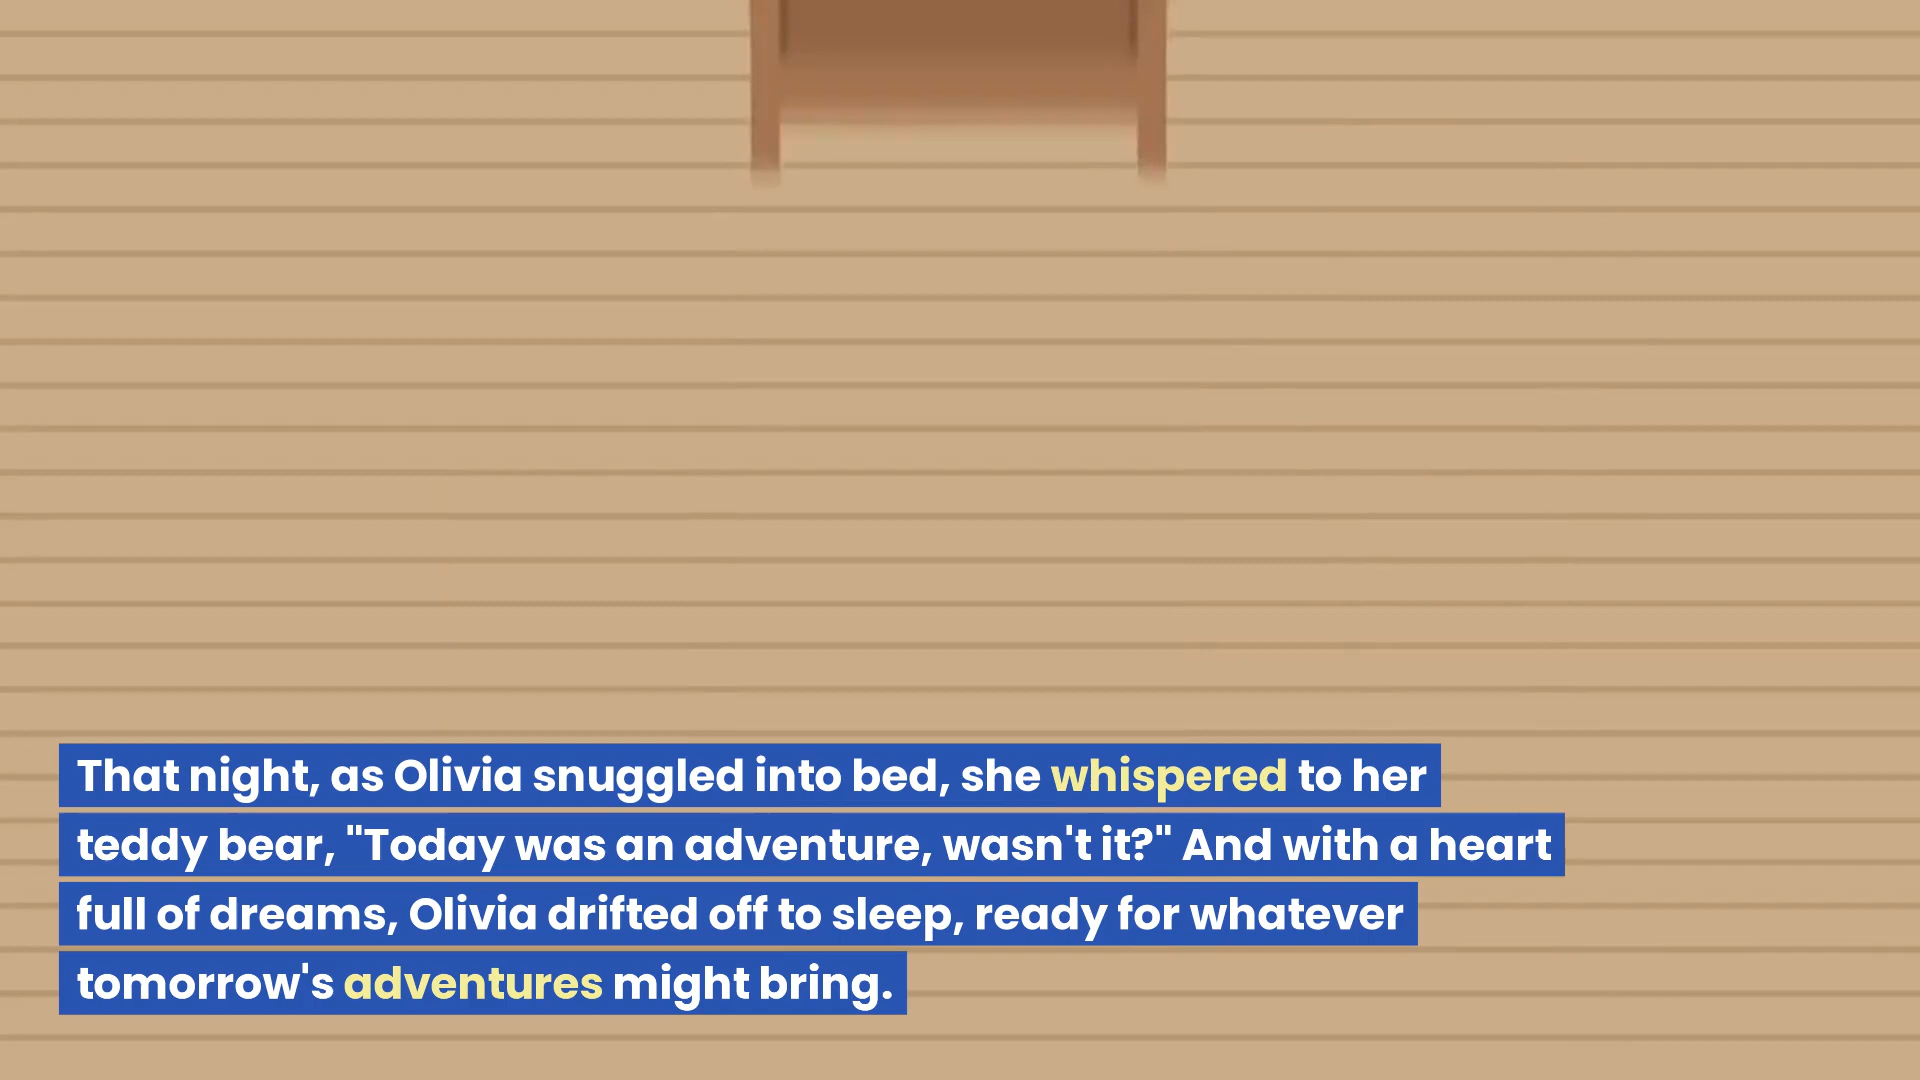 That night, as Olivia snuggled into bed, she whispered to her
teddy bear, "Today was an adventure, wasn't it?" And with a heart
full of dreams, Olivia drifted off to sleep, ready for whatever
tomorrow's adventures might bring.